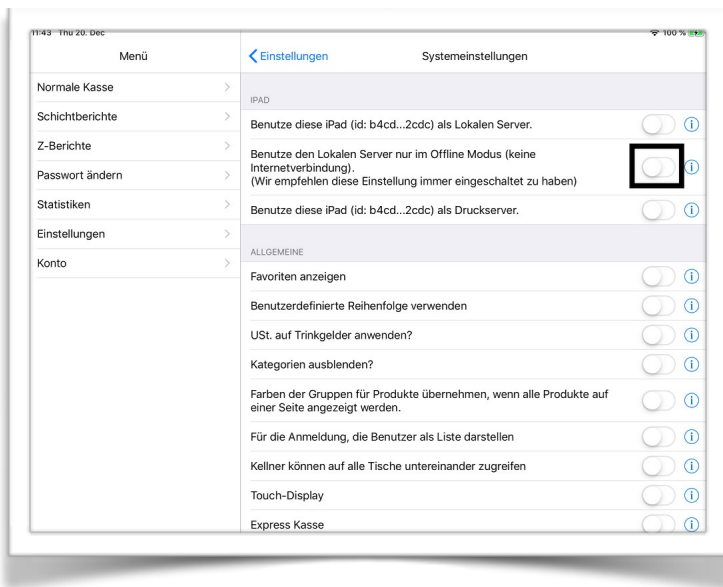 11:43 Thu 20. Dec
100 %
Menü
Einstellungen
Systemeinstellungen
Normale Kasse
Schichtberichte
Z-Berichte
Passwort ändern
Statistiken
Einstellungen
Konto
IPAD
Benutze diese iPad (id: b4cd...2cdc) als Lokalen Server.
Benutze den Lokalen Server nur im Offline Modus (keine
Internetverbindung).
(Wir empfehlen diese Einstellung immer eingeschaltet zu haben)
Benutze diese iPad (id: b4cd...2cdc) als Druckserver.
ALLGEMEINE
Favoriten anzeigen
Benutzerdefinierte Reihenfolge verwenden
USt. auf Trinkgelder anwenden?
Kategorien ausblenden?
Farben der Gruppen für Produkte übernehmen, wenn alle Produkte auf
einer Seite angezeigt werden.
Für die Anmeldung, die Benutzer als Liste darstellen
Kellner können auf alle Tische untereinander zugreifen
Touch-Display
Express Kasse